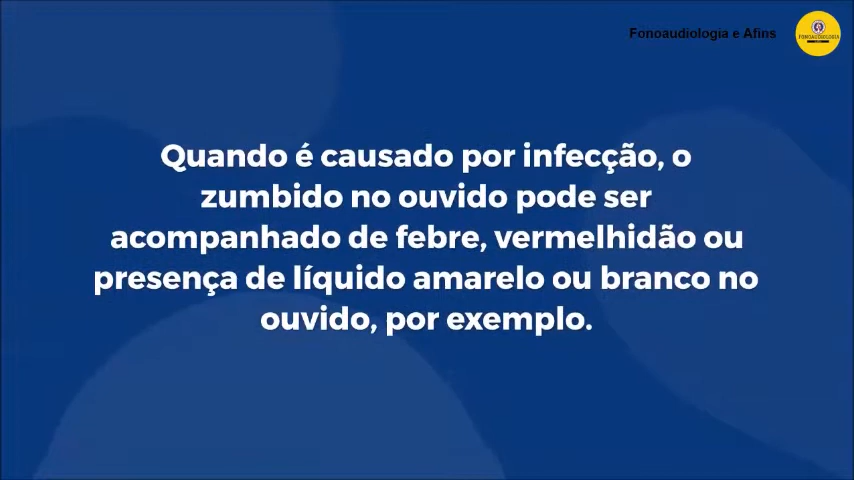 Fonoaudiologia e Afins
FONOAUDIOLOGIA
Quando é causado por infecção, o
zumbido no ouvido pode ser
acompanhado de febre, vermelhidão ou
presença de líquido amarelo ou branco no
ouvido, por exemplo.